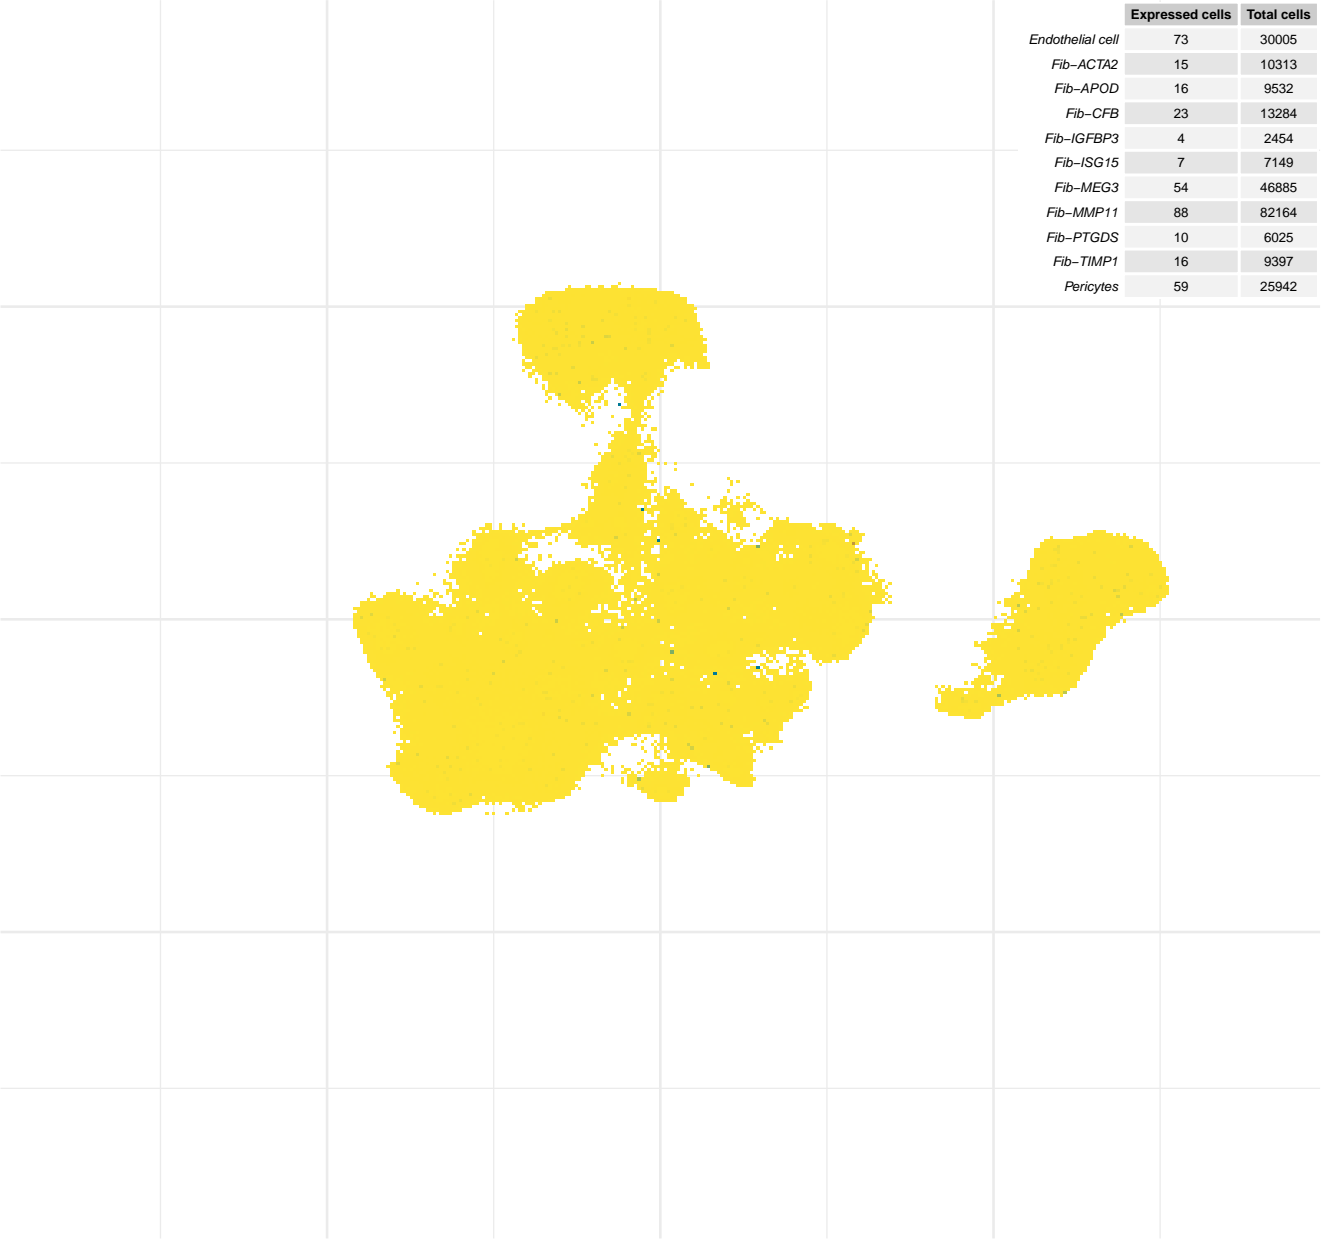 Expressed cells Total cells
Endothelial cell 73 30005
Fib−ACTA2 15 10313
Fib−APOD 16 9532
Fib−CFB 23 13284
Fib−IGFBP3 4 2454
Fib−ISG15 7 7149
Fib−MEG3 54 46885
Fib−MMP11 88 82164
Fib−PTGDS 10 6025
Fib−TIMP1 16 9397
Pericytes 59 25942